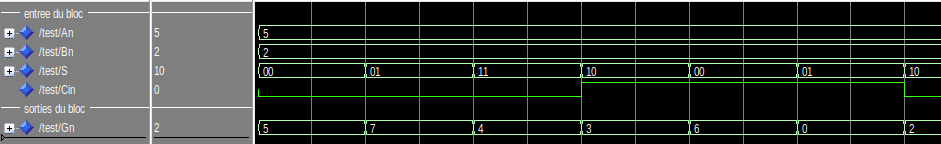 entree du bloc
/test/An 5 5
/test/Bn 2 2
/test/S 10 00 01 11 10 00 01 10
/test/Cin 0
sorties du bloc
/test/Gn 2 5 7 4 3 6 0 2